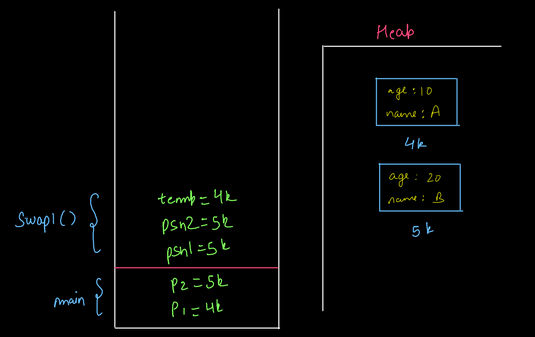 Heap
age : 10
name : A
4k
age : 20
name : B
5k
Swap1()
temp = 4k
psn2 = 5k
psn1 = 5k
main
P2 = 5k
P1 = 4k